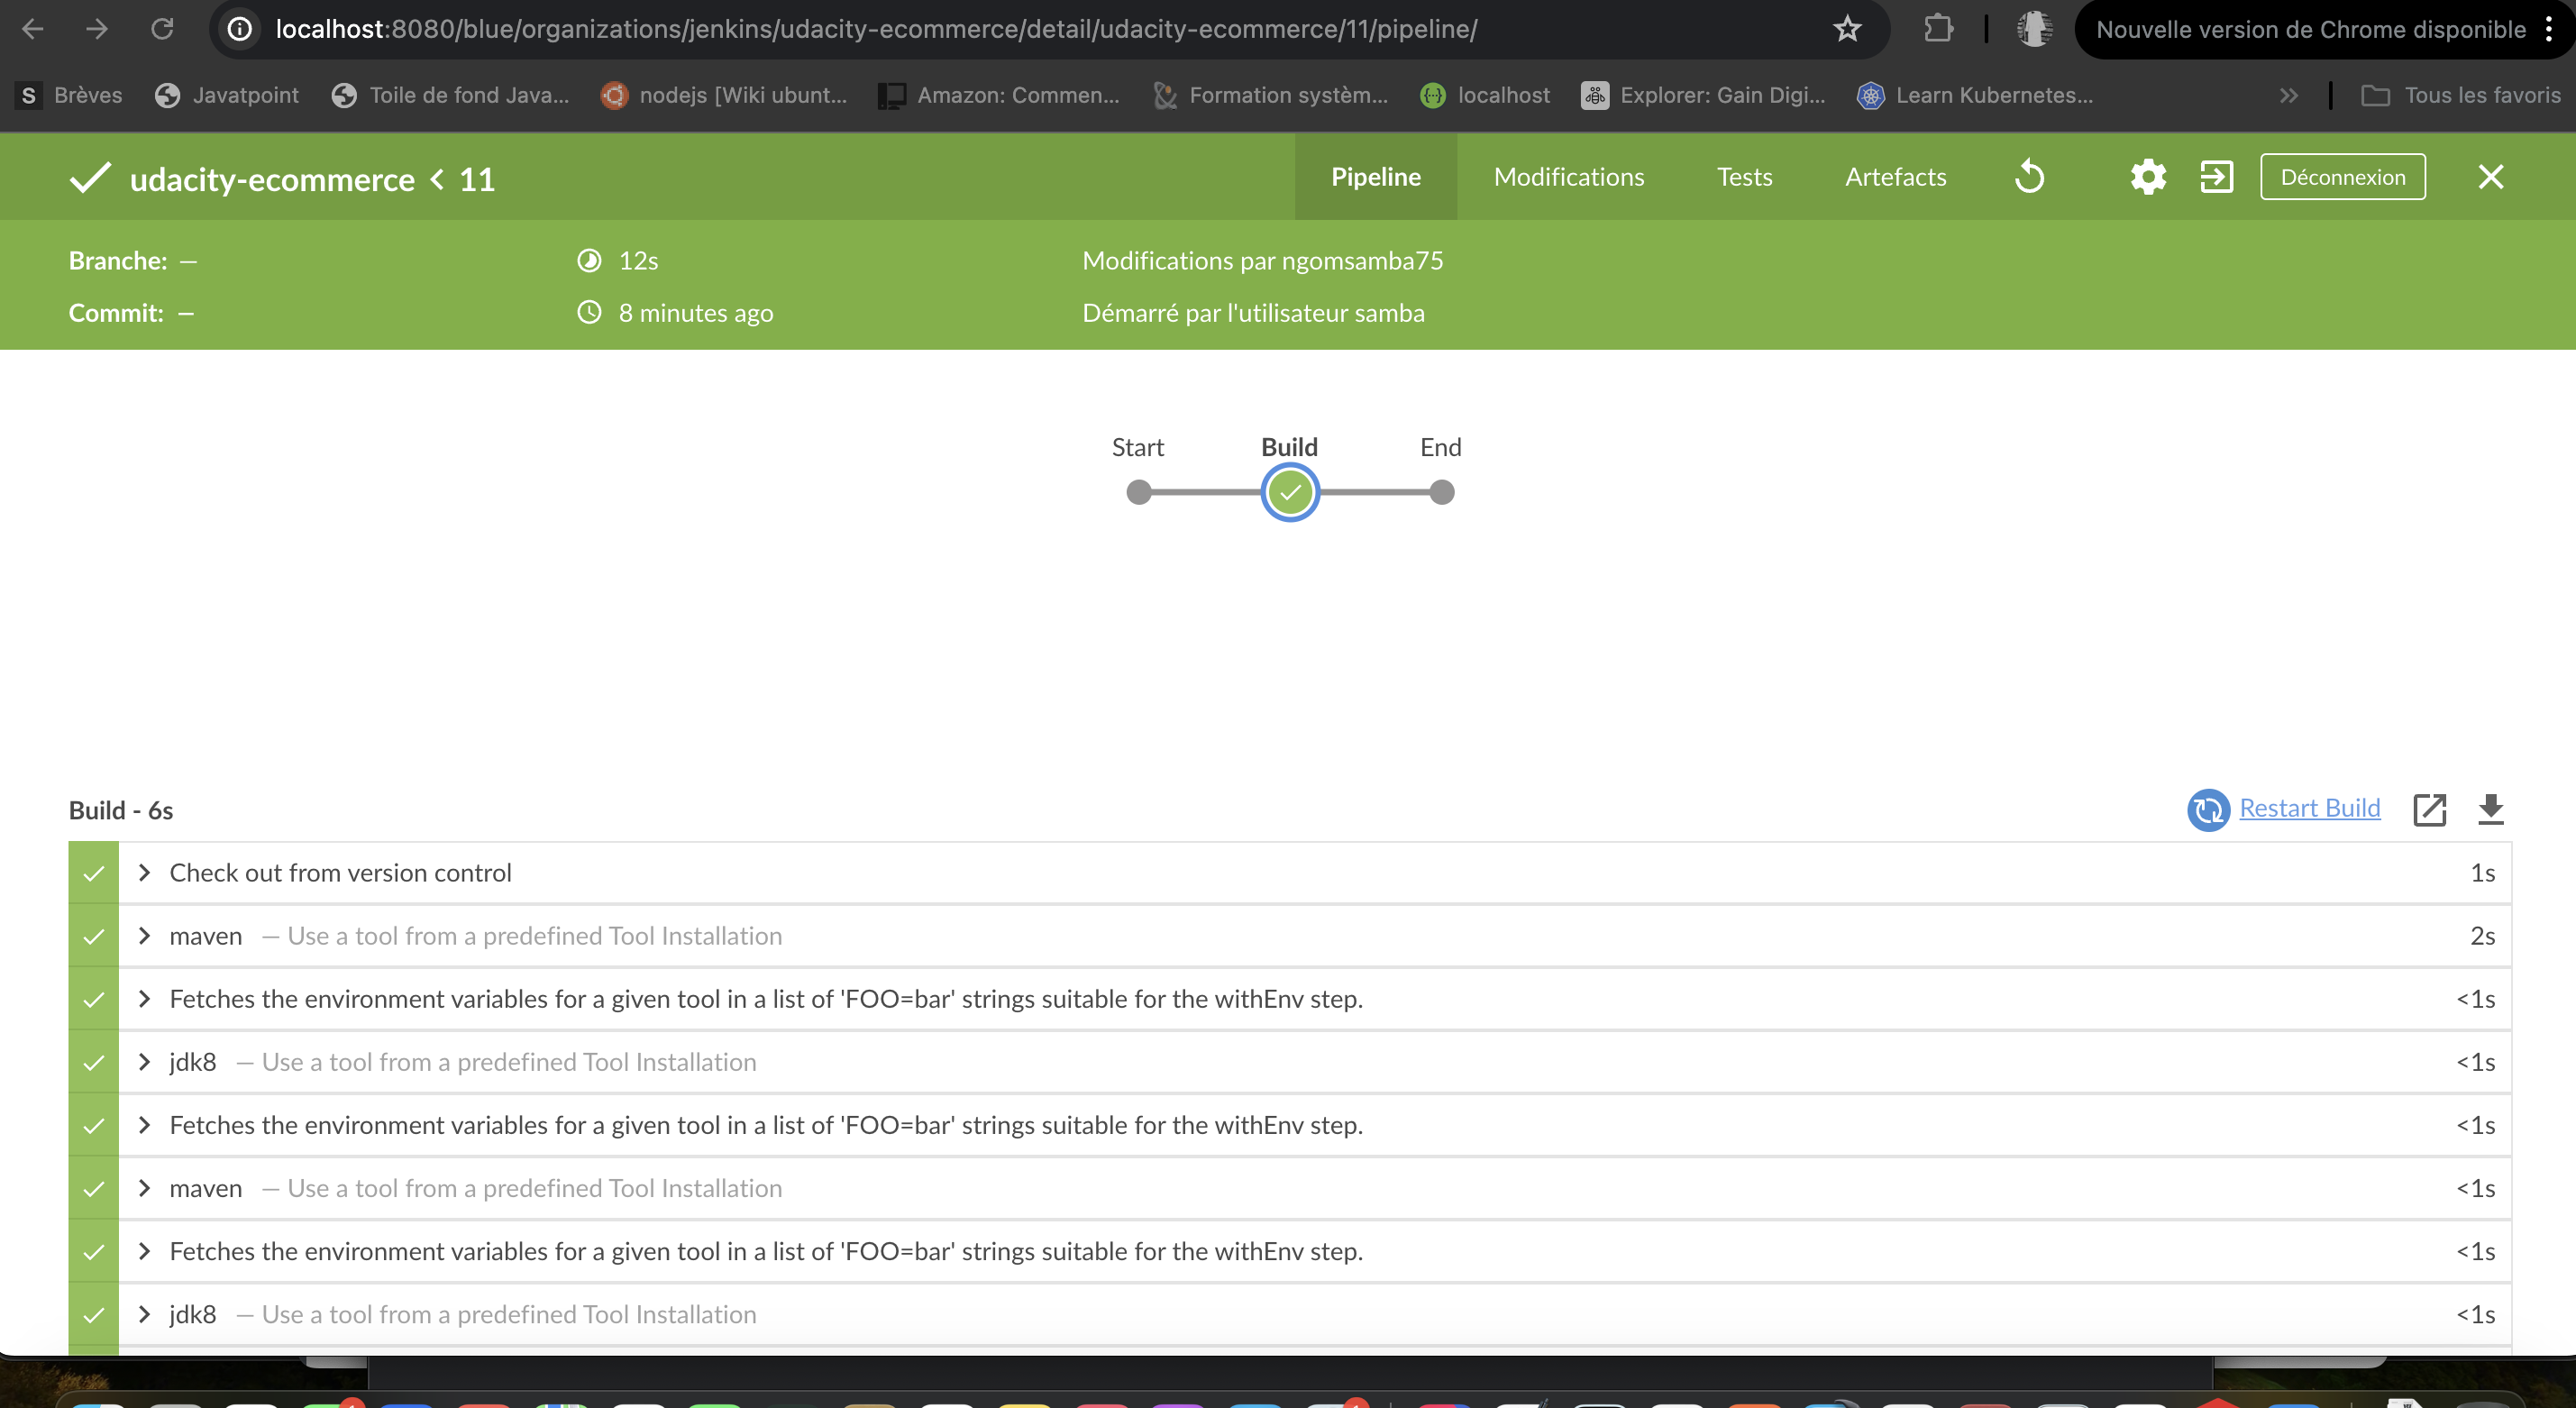 localhost:8080/blue/organizations/jenkins/udacity-ecommerce/detail/udacity-ecommerce/11/pipeline/
Nouvelle version de Chrome disponible
S Brèves
Javatpoint
Toile de fond Java...
nodejs [Wiki ubunt...
Amazon: Commen...
Formation systèm...
localhost
Explorer: Gain Digi...
Learn Kubernetes...
Tous les favoris
udacity-ecommerce < 11
Pipeline
Modifications
Tests
Artefacts
Déconnexion
Branche: —
12s
Modifications par ngomsamba75
Commit: —
8 minutes ago
Démarré par l'utilisateur samba
Start
Build
End
Build - 6s
Restart Build
Check out from version control 1s
maven — Use a tool from a predefined Tool Installation 2s
Fetches the environment variables for a given tool in a list of 'FOO=bar' strings suitable for the withEnv step. <1s
jdk8 — Use a tool from a predefined Tool Installation <1s
Fetches the environment variables for a given tool in a list of 'FOO=bar' strings suitable for the withEnv step. <1s
maven — Use a tool from a predefined Tool Installation <1s
Fetches the environment variables for a given tool in a list of 'FOO=bar' strings suitable for the withEnv step. <1s
jdk8 — Use a tool from a predefined Tool Installation <1s